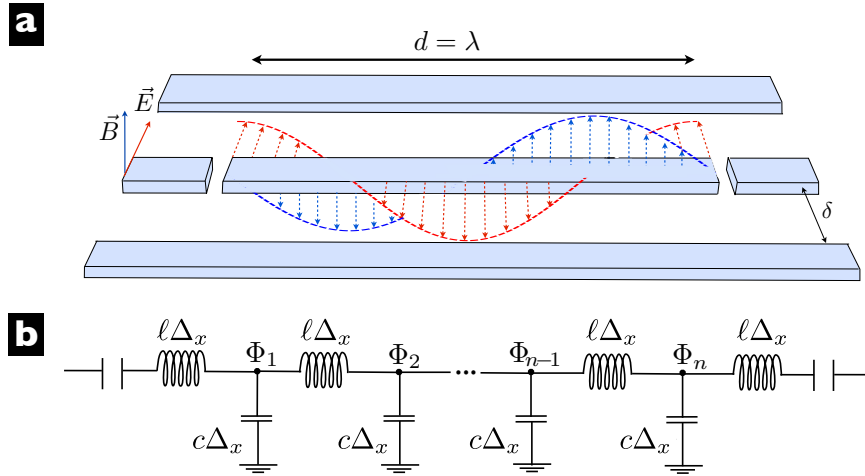 a
d = λ
E⃗
B⃗
δ
b
ℓΔₓ ℓΔₓ ℓΔₓ ℓΔₓ
Φ₁ Φ₂ ... Φₙ₋₁ Φₙ
cΔₓ cΔₓ cΔₓ cΔₓ